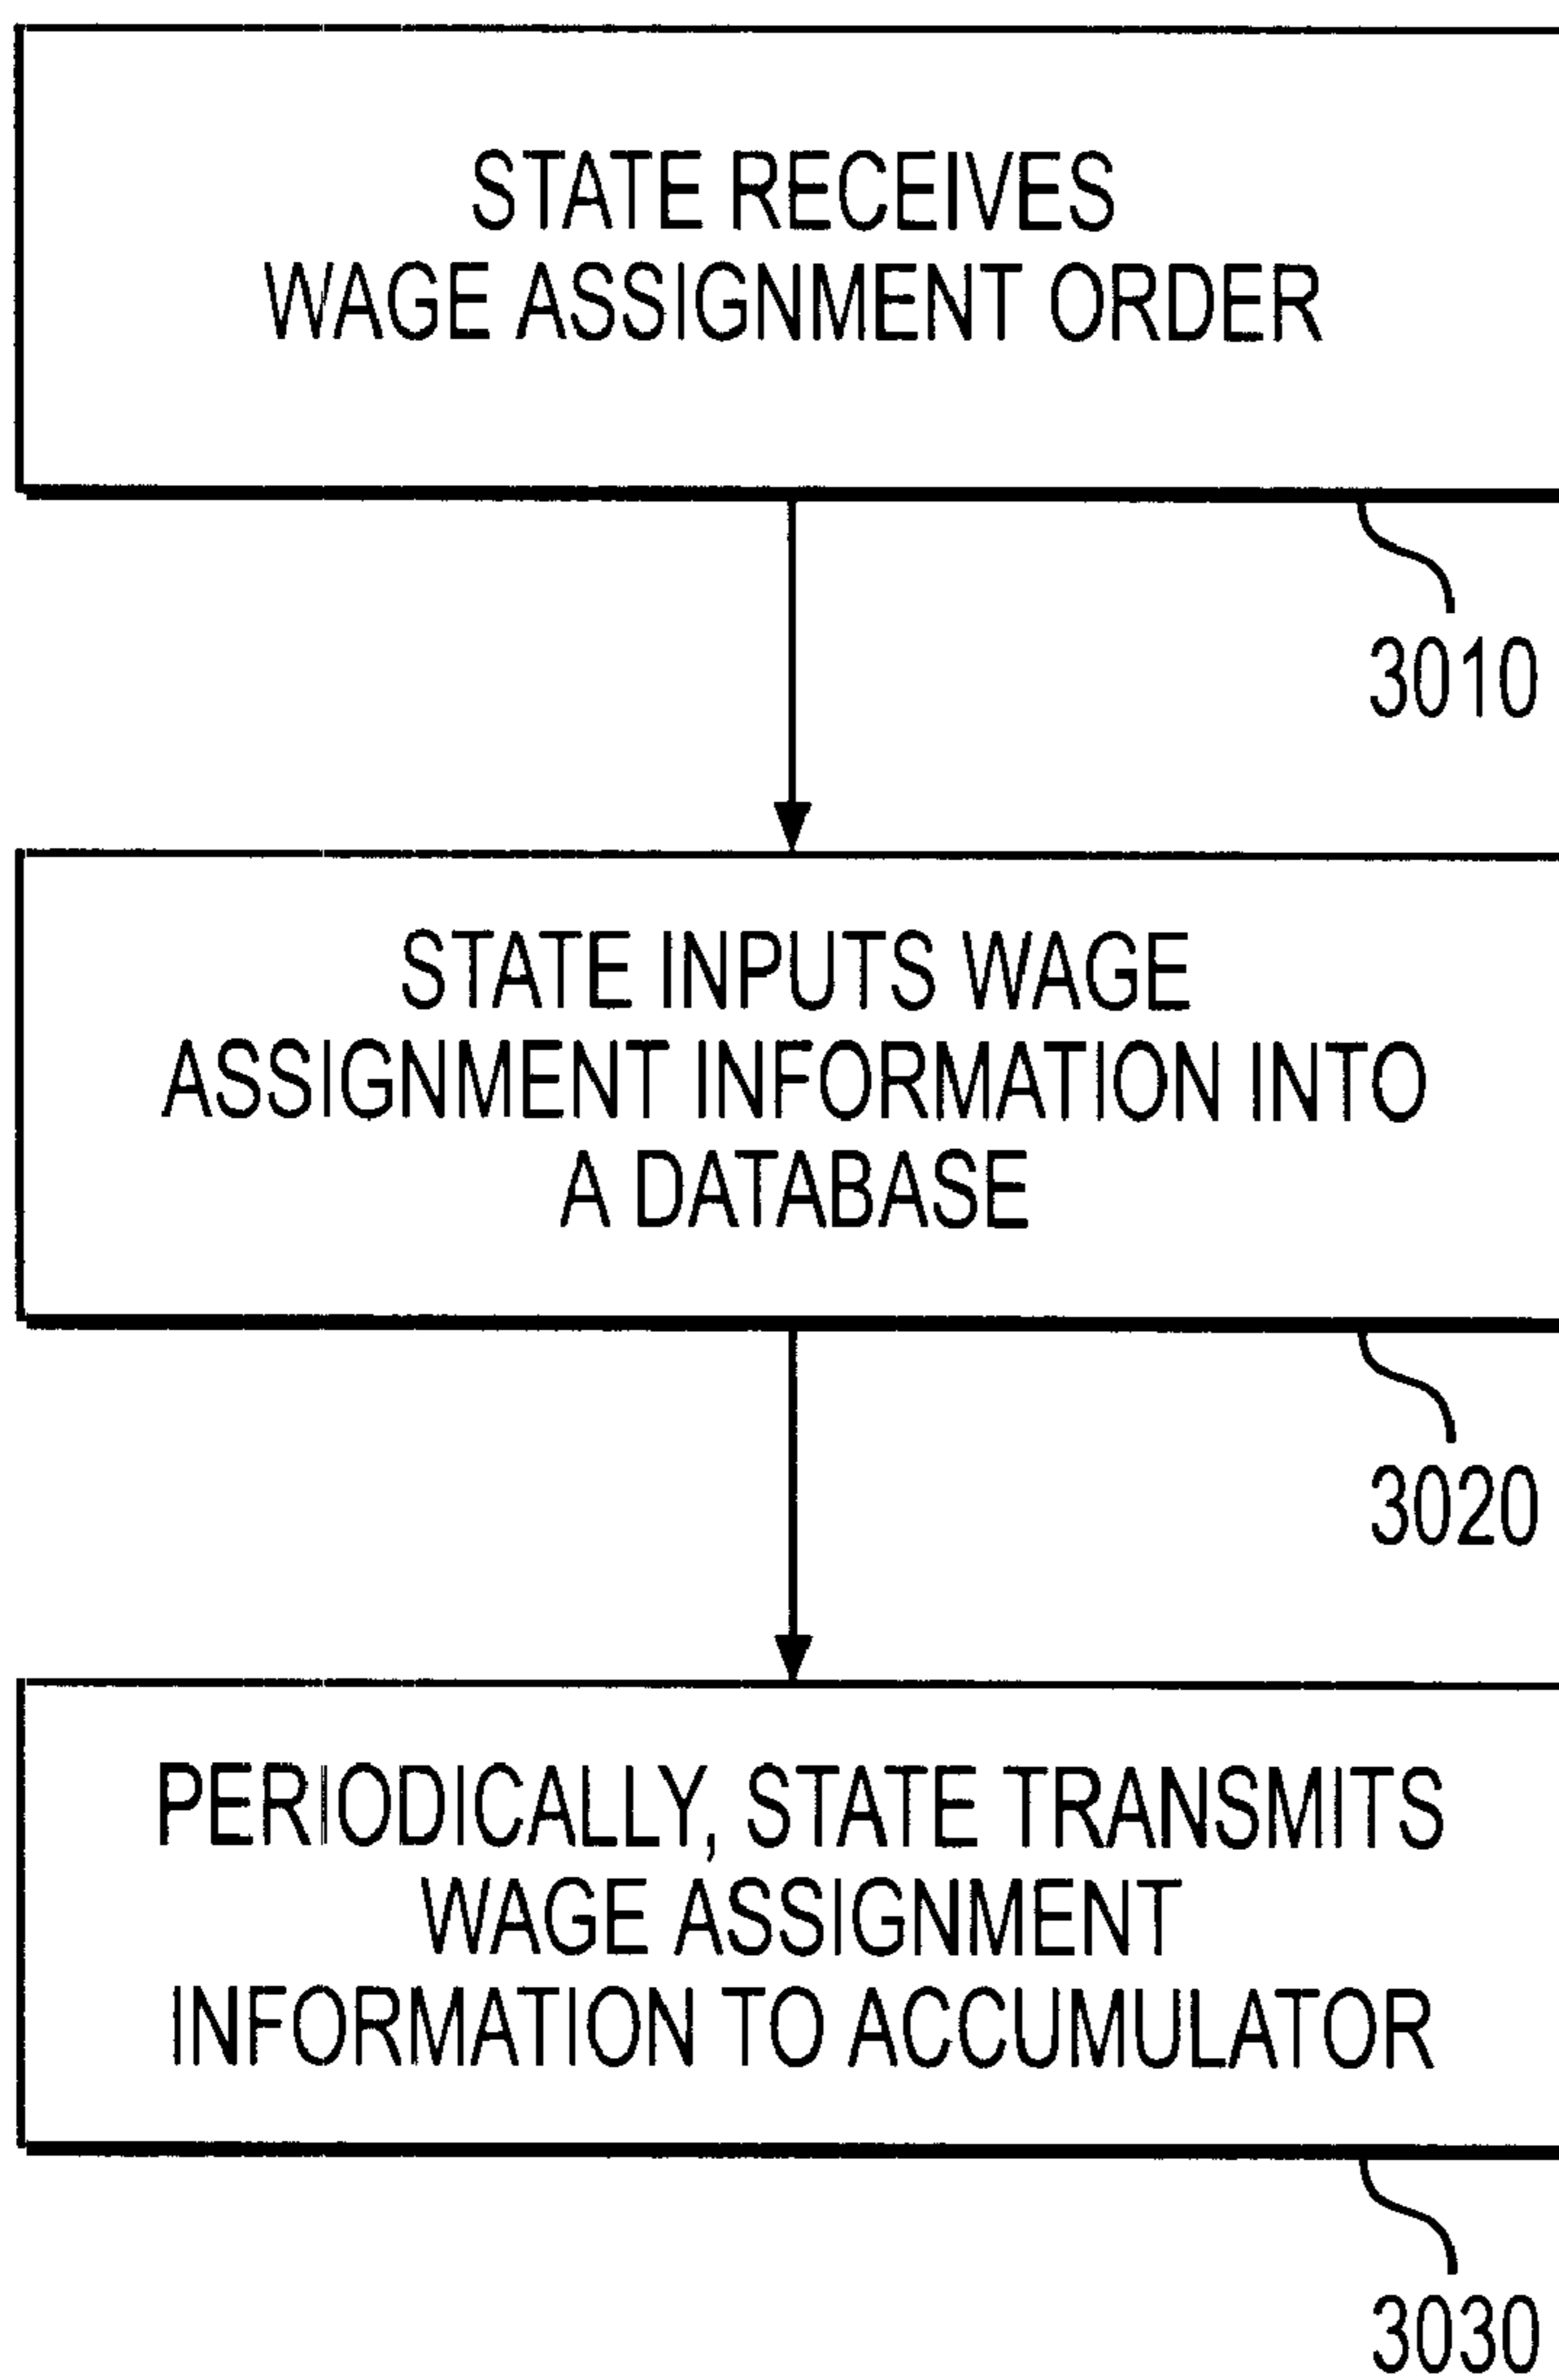 STATE RECEIVES
WAGE ASSIGNMENT ORDER
3010
STATE INPUTS WAGE
ASSIGNMENT INFORMATION INTO
A DATABASE
3020
PERIODICALLY, STATE TRANSMITS
WAGE ASSIGNMENT
INFORMATION TO ACCUMULATOR
3030